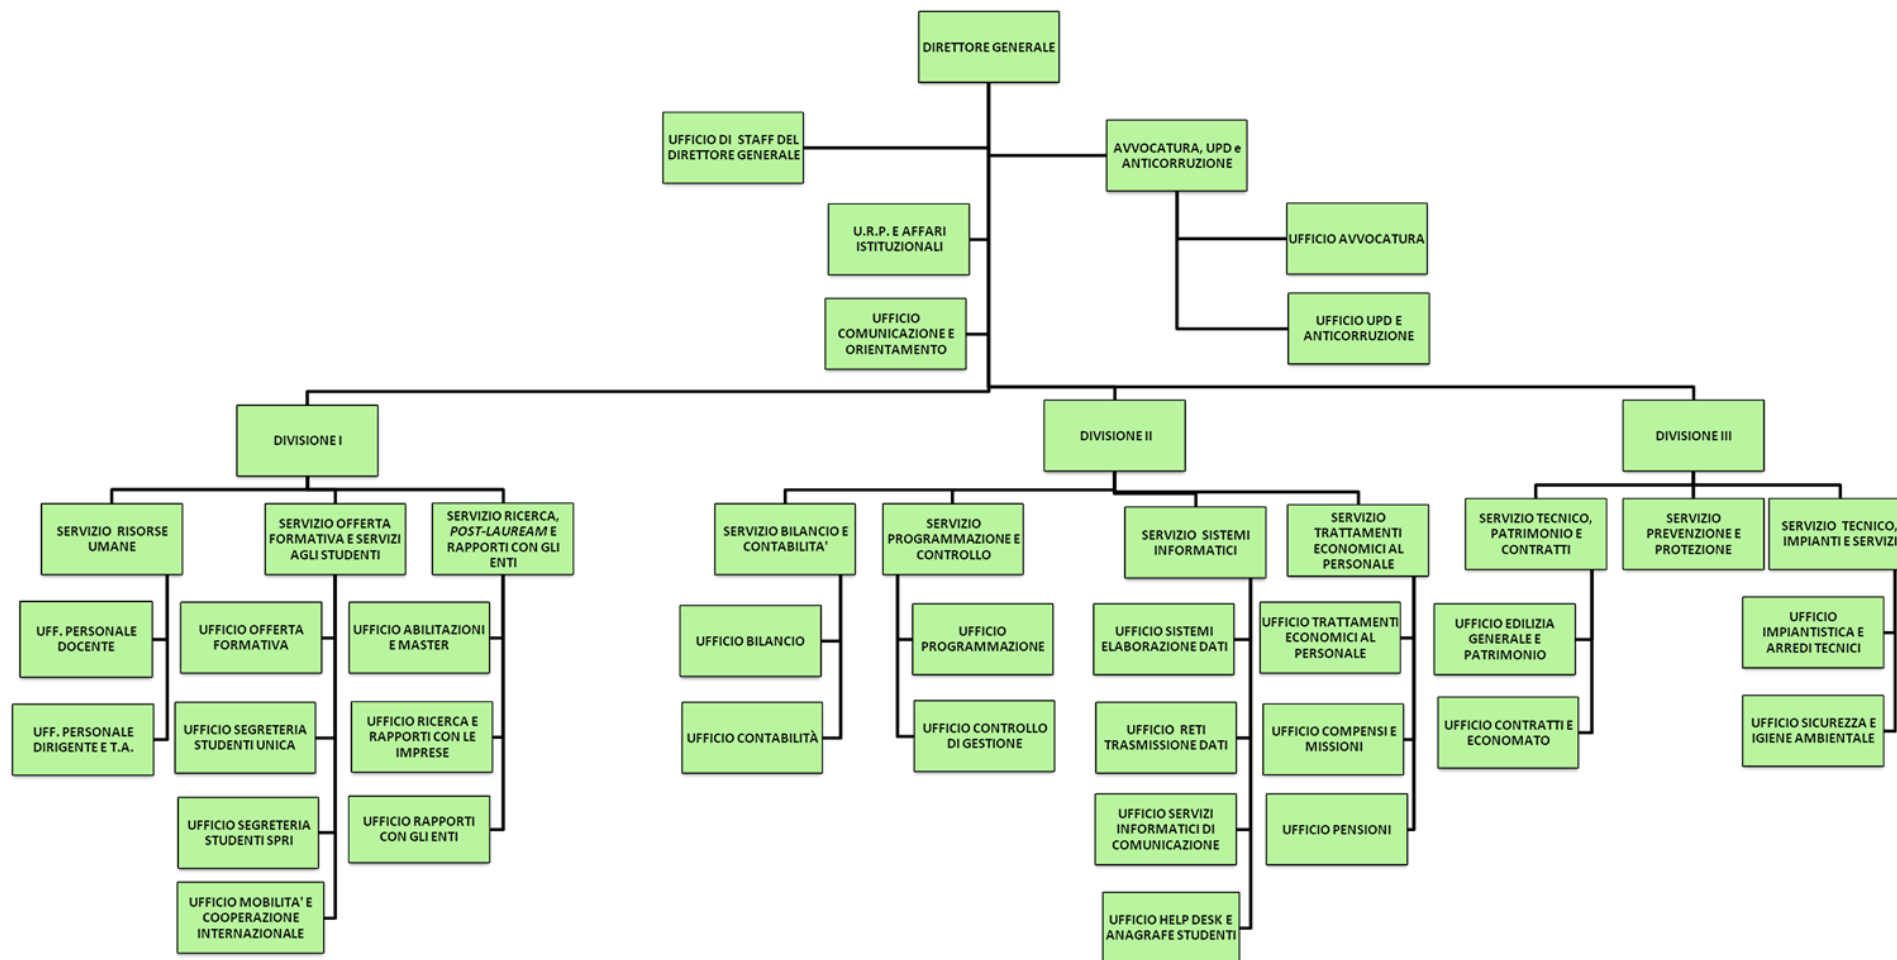 DIRETTORE GENERALE
UFFICIO DI STAFF DEL
DIRETTORE GENERALE
AVVOCATURA, UPD e
ANTICORRUZIONE
U.R.P. E AFFARI
ISTITUZIONALI
UFFICIO AVVOCATURA
UFFICIO
COMUNICAZIONE E
ORIENTAMENTO
UFFICIO UPD E
ANTICORRUZIONE
DIVISIONE I
DIVISIONE II
DIVISIONE III
SERVIZIO RISORSE
UMANE
SERVIZIO OFFERTA
FORMATIVA E SERVIZI
AGLI STUDENTI
SERVIZIO RICERCA,
POST-LAUREAM E
RAPPORTI CON GLI
ENTI
SERVIZIO BILANCIO E
CONTABILITA'
SERVIZIO
PROGRAMMAZIONE E
CONTROLLO
SERVIZIO SISTEMI
INFORMATICI
SERVIZIO
TRATTAMENTI
ECONOMICI AL
PERSONALE
SERVIZIO TECNICO,
PATRIMONIO E
CONTRATTI
SERVIZIO
PREVENZIONE E
PROTEZIONE
SERVIZIO TECNICO,
IMPIANTI E SERVIZI
UFF. PERSONALE
DOCENTE
UFFICIO OFFERTA
FORMATIVA
UFFICIO ABILITAZIONI
E MASTER
UFFICIO BILANCIO
UFFICIO
PROGRAMMAZIONE
UFFICIO SISTEMI
ELABORAZIONE DATI
UFFICIO TRATTAMENTI
ECONOMICI AL
PERSONALE
UFFICIO EDILIZIA
GENERALE E
PATRIMONIO
UFFICIO
IMPIANTISTICA E
ARREDI TECNICI
UFF. PERSONALE
DIRIGENTE E T.A.
UFFICIO SEGRETERIA
STUDENTI UNICA
UFFICIO RICERCA E
RAPPORTI CON LE
IMPRESE
UFFICIO CONTABILITÀ
UFFICIO CONTROLLO
DI GESTIONE
UFFICIO RETI
TRASMISSIONE DATI
UFFICIO COMPENSI E
MISSIONI
UFFICIO CONTRATTI E
ECONOMATO
UFFICIO SICUREZZA E
IGIENE AMBIENTALE
UFFICIO SEGRETERIA
STUDENTI SPRI
UFFICIO RAPPORTI
CON GLI ENTI
UFFICIO SERVIZI
INFORMATICI DI
COMUNICAZIONE
UFFICIO PENSIONI
UFFICIO MOBILITA' E
COOPERAZIONE
INTERNAZIONALE
UFFICIO HELP DESK E
ANAGRAFE STUDENTI